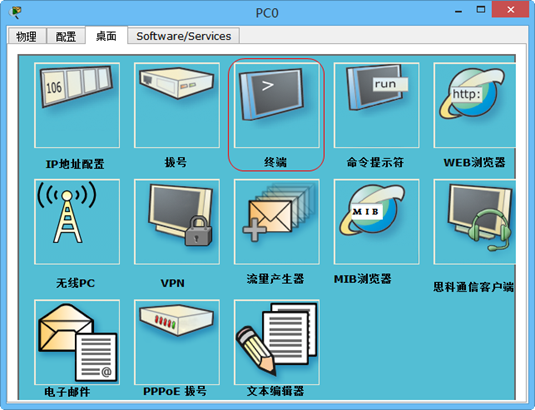 PC0
物理 配置 桌面 Software/Services
106 > run http:
IP地址配置 拔号 终端 命令提示符 WEB浏览器
MIB
无线PC VPN 流量产生器 MIB浏览器 思科通信客户端
@
电子邮件 PPPoE 拔号 文本编辑器